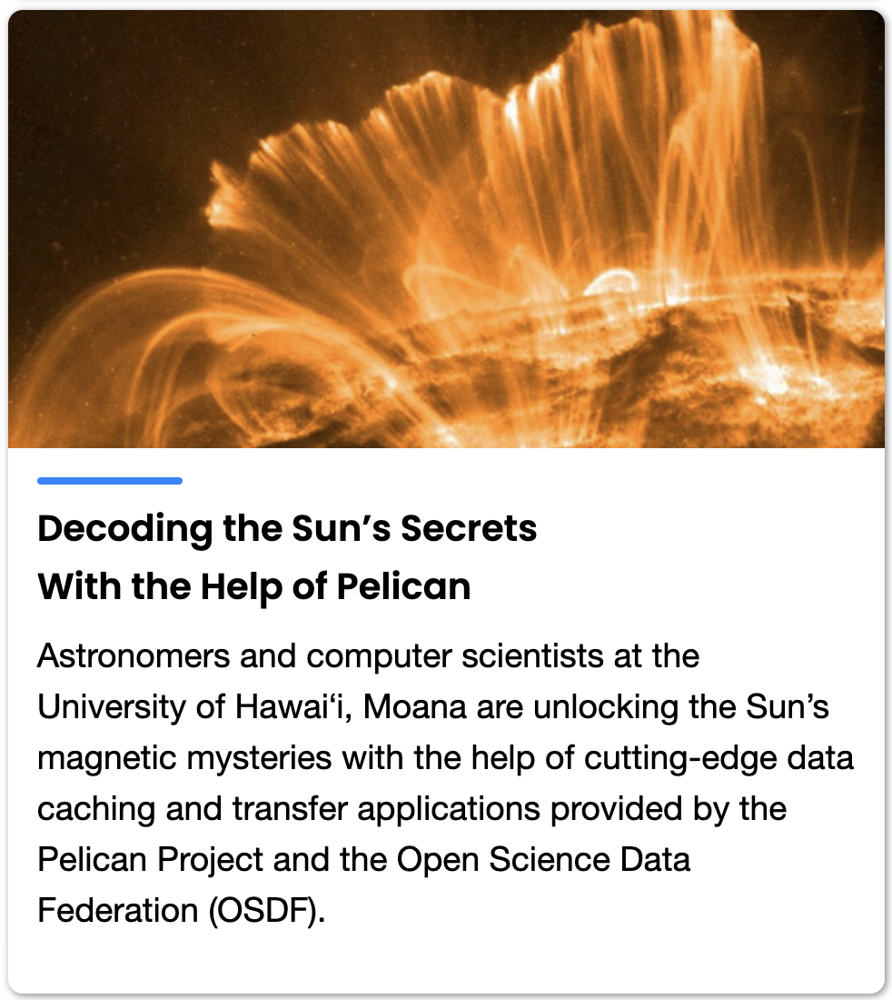 Decoding the Sun’s Secrets
With the Help of Pelican
Astronomers and computer scientists at the
University of Hawai‘i, Moana are unlocking the Sun’s
magnetic mysteries with the help of cutting-edge data
caching and transfer applications provided by the
Pelican Project and the Open Science Data
Federation (OSDF).